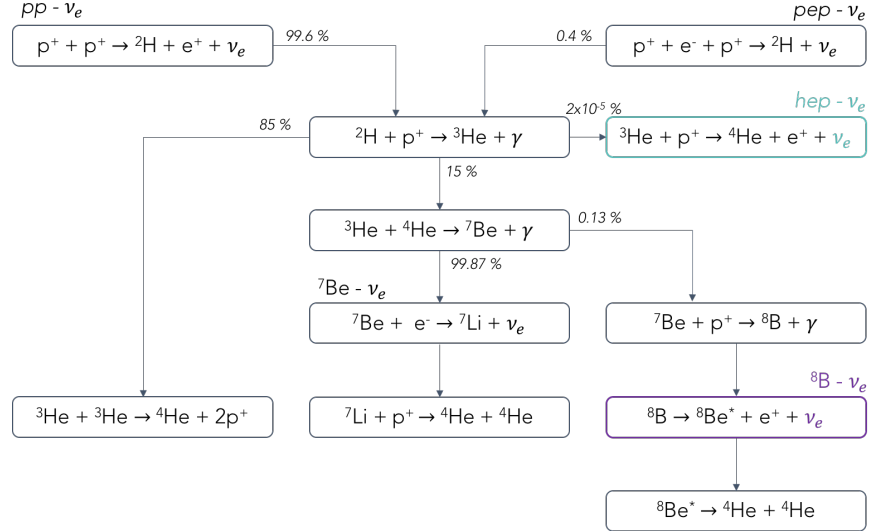 pp - νₑ
pep - νₑ
p⁺ + p⁺ → ²H + e⁺ + νₑ
99.6 %
0.4 %
p⁺ + e⁻ + p⁺ → ²H + νₑ
hep - νₑ
85 %
²H + p⁺ → ³He + γ
2x10⁻⁵ %
³He + p⁺ → ⁴He + e⁺ + νₑ
15 %
³He + ⁴He → ⁷Be + γ
0.13 %
99.87 %
⁷Be - νₑ
⁷Be + e⁻ → ⁷Li + νₑ
⁷Be + p⁺ → ⁸B + γ
⁸B - νₑ
³He + ³He → ⁴He + 2p⁺
⁷Li + p⁺ → ⁴He + ⁴He
⁸B → ⁸Be* + e⁺ + νₑ
⁸Be* → ⁴He + ⁴He